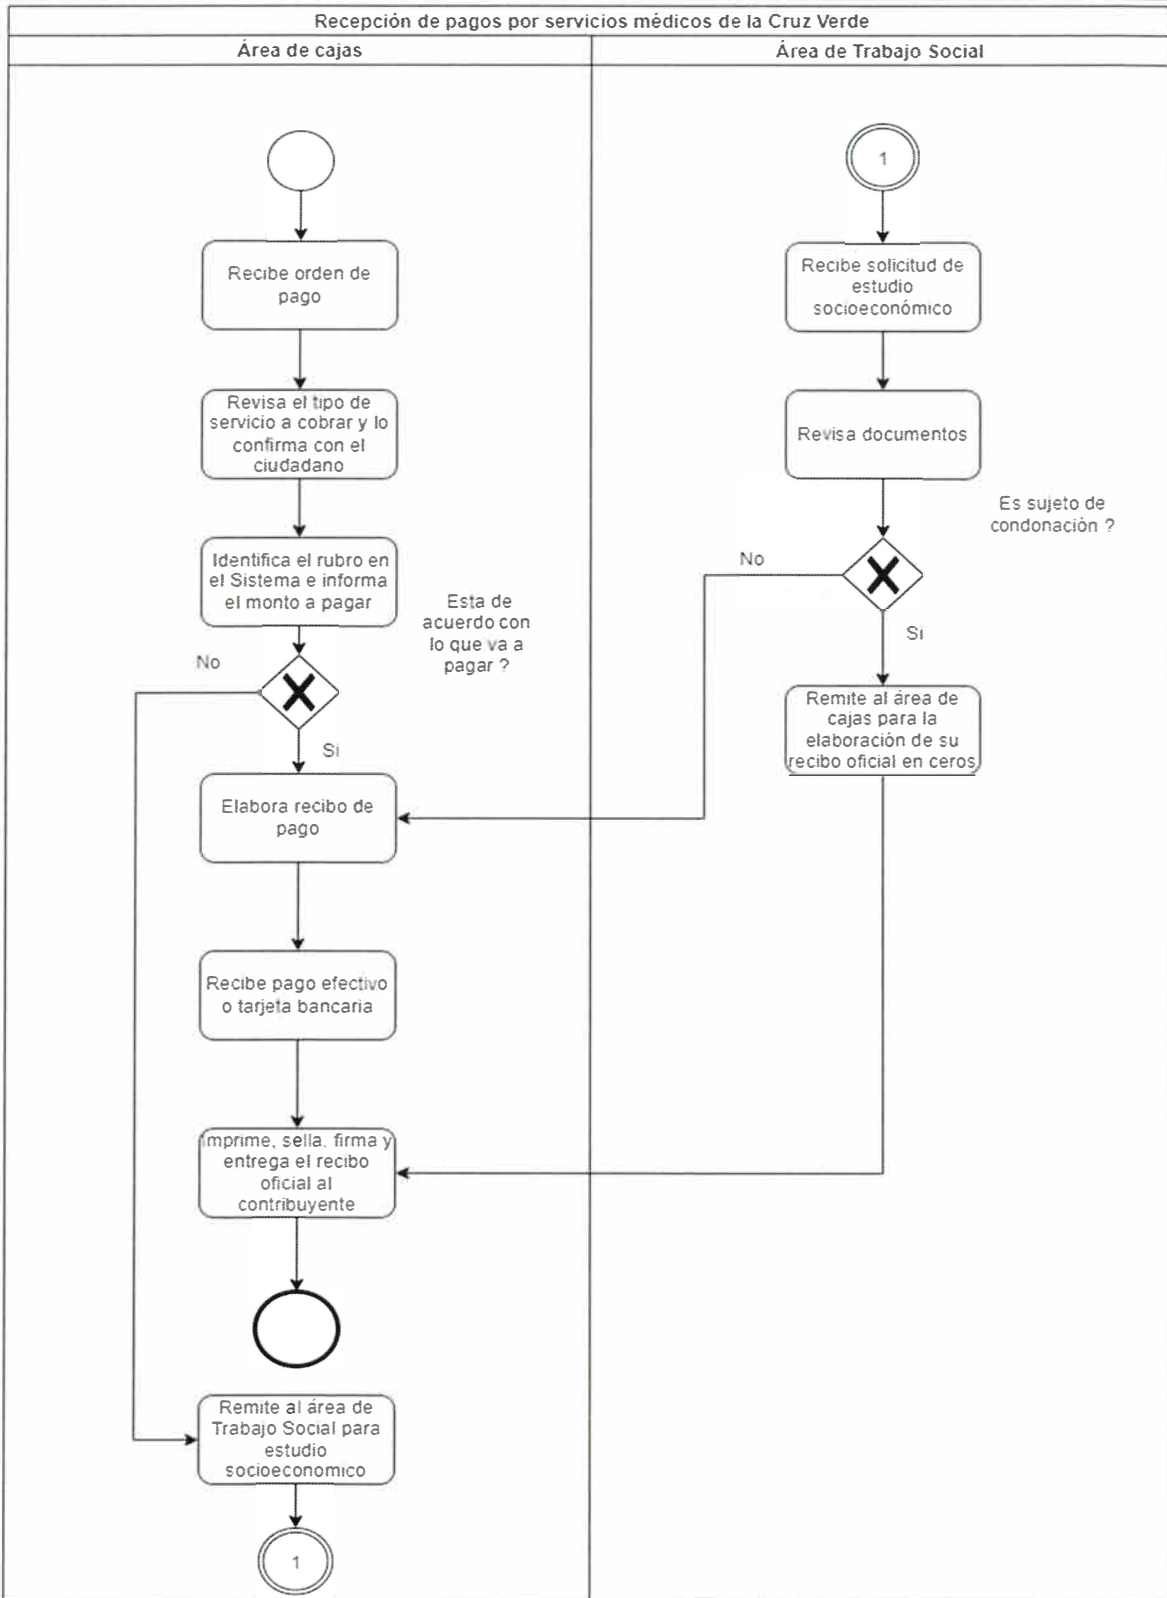 Recepción de pagos por servicios médicos de la Cruz Verde
Área de cajas
Área de Trabajo Social
Recibe orden de
pago
Revisa el tipo de
servicio a cobrar y lo
confirma con el
ciudadano
Identifica el rubro en
el Sistema e informa
el monto a pagar
Esta de
acuerdo con
lo que va a
pagar ?
No
Si
Elabora recibo de
pago
Recibe pago efectivo
o tarjeta bancaria
Imprime, sella, firma y
entrega el recibo
oficial al
contribuyente
Remite al área de
Trabajo Social para
estudio
socioeconomico
1
1
Recibe solicitud de
estudio
socioeconómico
Revisa documentos
Es sujeto de
condonación ?
No
Si
Remite al área de
cajas para la
elaboración de su
recibo oficial en ceros